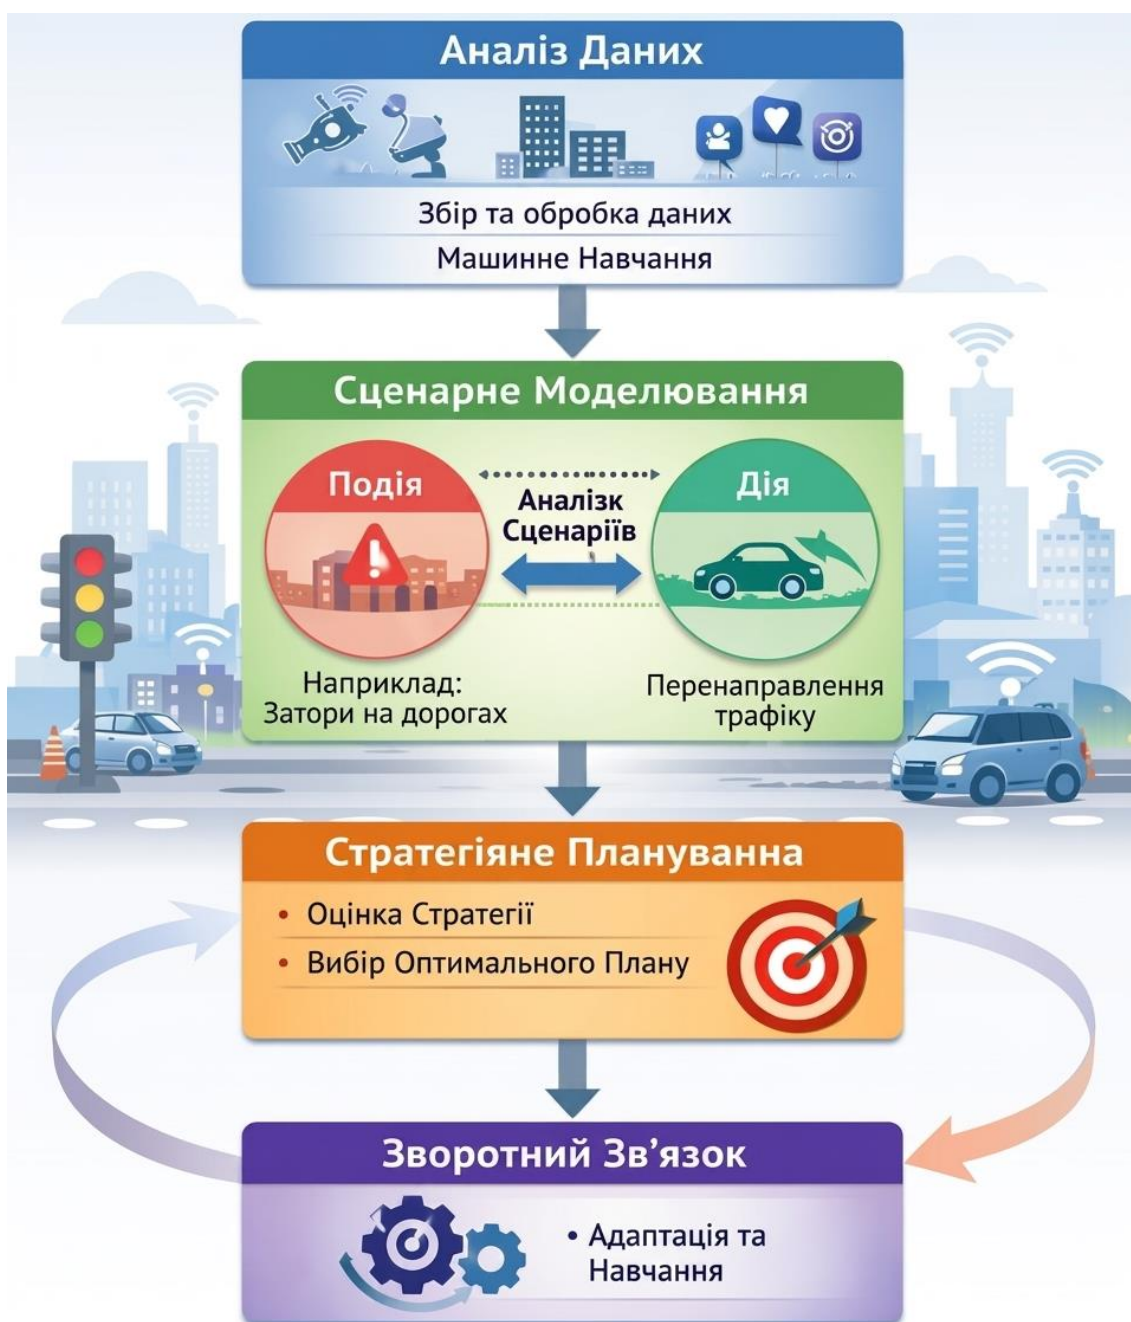 Аналіз Даних
Збір та обробка даних
Машинне Навчання
Сценарне Моделювання
Подія
Аналізк
Сценаріїв
Дія
Наприклад:
Затори на дорогах
Перенаправлення
трафіку
Стратегіяне Плануванна
• Оцінка Стратегії
• Вибір Оптимального Плану
Зворотний Зв’язок
• Адаптація та
Навчання